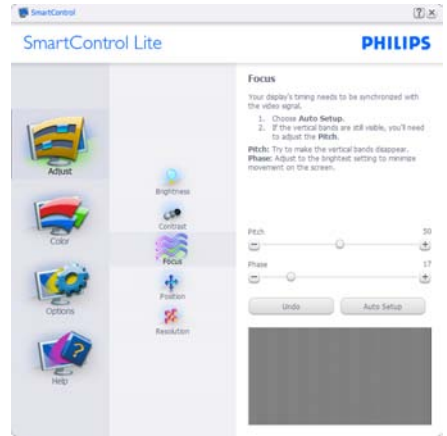 SmartControl
SmartControl Lite
PHILIPS
Adjust
Color
Options
Help
Brightness
Contrast
Focus
Position
Resolution
Focus
Your display's timing needs to be synchronized with
the video signal.
1. Choose Auto Setup.
2. If the vertical bands are still visible, you'll need
to adjust the Pitch.
Pitch: Try to make the vertical bands disappear.
Phase: Adjust to the brightest setting to minimize
movement on the screen.
Pitch 50
Phase 17
Undo Auto Setup